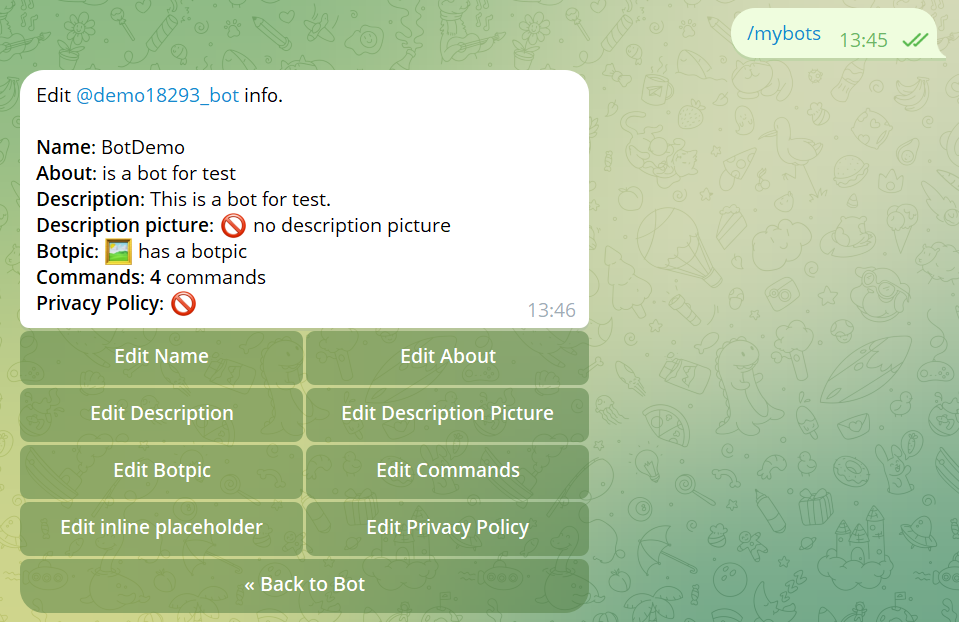 /mybots 13:45
Edit @demo18293_bot info.
Name: BotDemo
About: is a bot for test
Description: This is a bot for test.
Description picture: 🚫 no description picture
Botpic: 🖼 has a botpic
Commands: 4 commands
Privacy Policy: 🚫
13:46
Edit Name
Edit About
Edit Description
Edit Description Picture
Edit Botpic
Edit Commands
Edit inline placeholder
Edit Privacy Policy
« Back to Bot